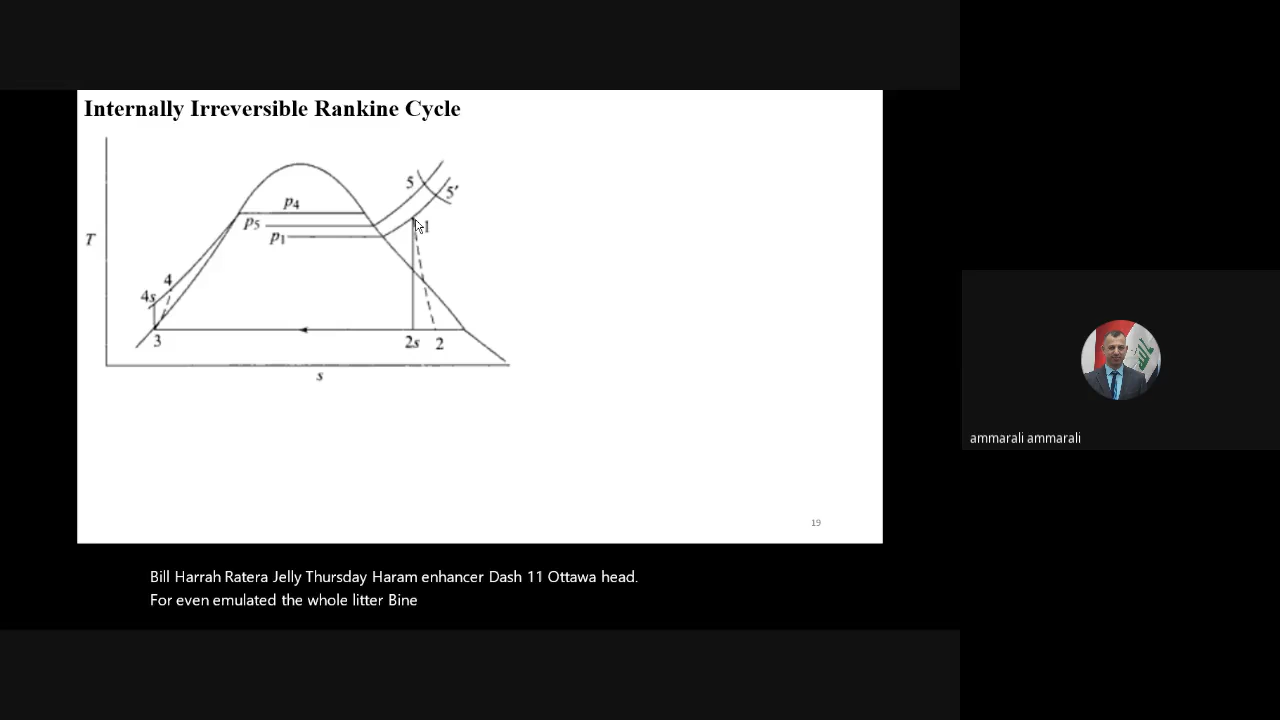 Internally Irreversible Rankine Cycle
5
5'
p4
p5
p1
1
T
4
4s
3
2s
2
s
19
ammarali ammarali
Bill Harrah Ratera Jelly Thursday Haram enhancer Dash 11 Ottawa head.
For even emulated the whole litter Bine